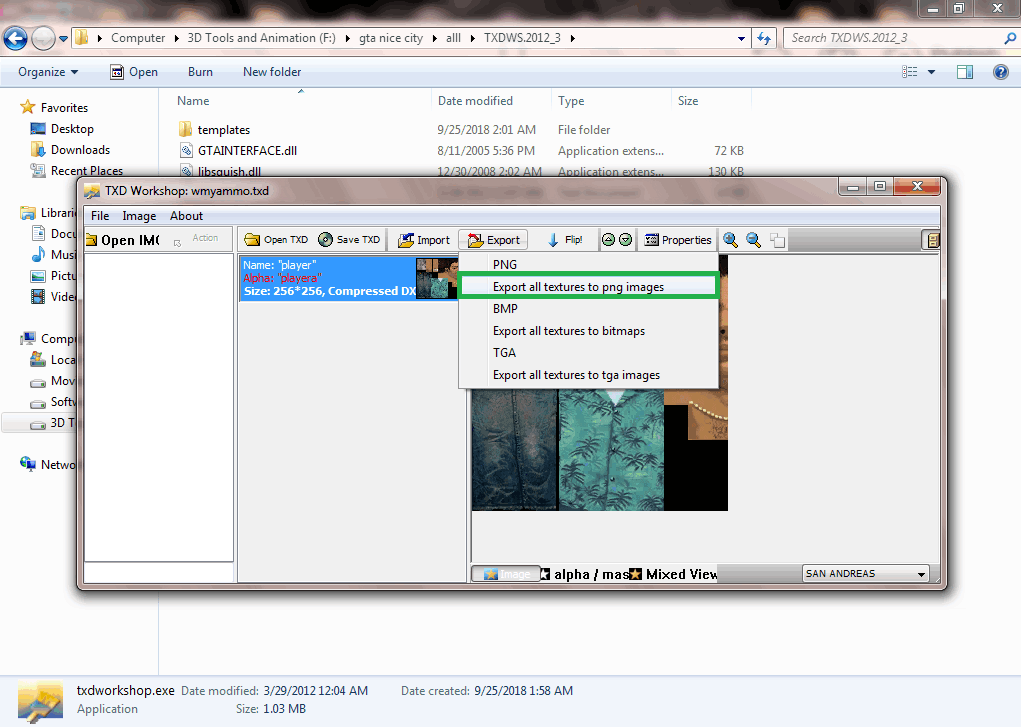 Computer ▸ 3D Tools and Animation (F:) ▸ gta nice city ▸ alll ▸ TXDWS.2012_3 ▸ Search TXDWS.2012_3
Organize Open Burn New folder
Name Date modified Type Size
Favorites
Desktop
Downloads
Recent Places
Librari
Docu
Musi
Pictu
Video
Compu
Loca
Mov
Softv
3D T
Netwo
templates 9/25/2018 2:01 AM File folder
GTAINTERFACE.dll 8/11/2005 5:36 PM Application extens... 72 KB
libsquish.dll 12/30/2008 2:02 AM Application extens... 130 KB
TXD Workshop: wmyammo.txd
File Image About
Open IMG Action Open TXD Save TXD Import Export Flip! Properties
Name: "player"
Alpha: "playera"
Size: 256*256, Compressed DX
PNG
Export all textures to png images
BMP
Export all textures to bitmaps
TGA
Export all textures to tga images
Image alpha / mas Mixed View SAN ANDREAS
txdworkshop.exe Date modified: 3/29/2012 12:04 AM Date created: 9/25/2018 1:58 AM
Application Size: 1.03 MB